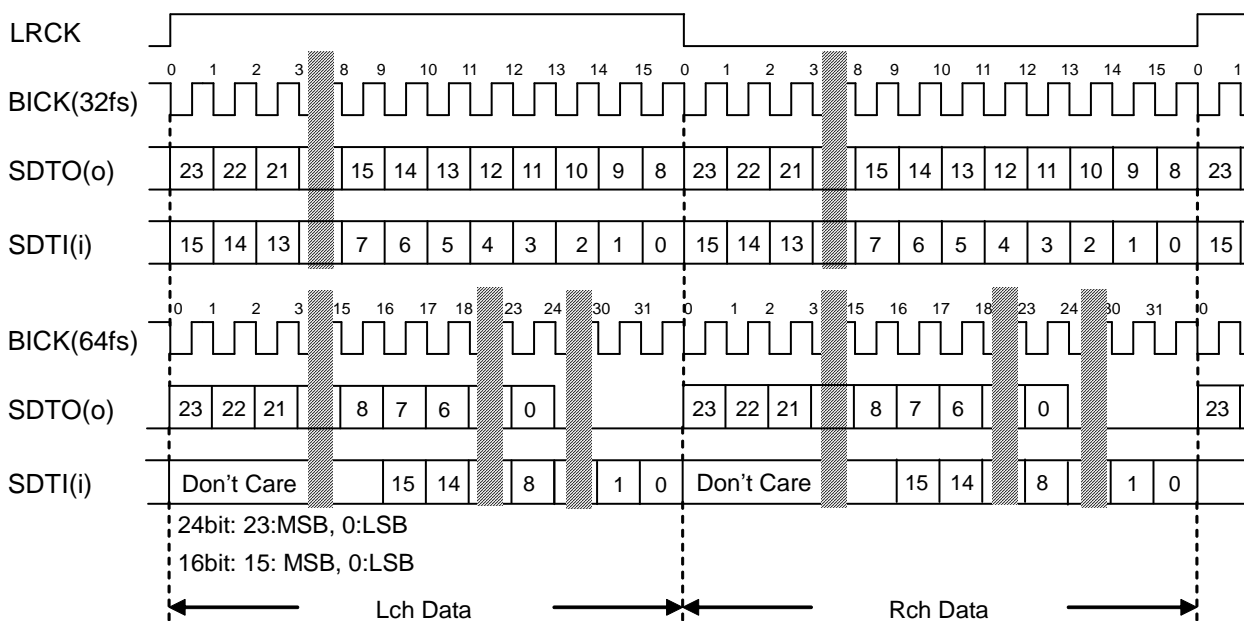 LRCK
0 1 2 3 8 9 10 11 12 13 14 15 0 1 2 3 8 9 10 11 12 13 14 15 0 1
BICK(32fs)
SDTO(o) 23 22 21 15 14 13 12 11 10 9 8 23 22 21 15 14 13 12 11 10 9 8 23
SDTI(i) 15 14 13 7 6 5 4 3 2 1 0 15 14 13 7 6 5 4 3 2 1 0 15
0 1 2 3 15 16 17 18 23 24 30 31 0 1 2 3 15 16 17 18 23 24 30 31 0
BICK(64fs)
SDTO(o) 23 22 21 8 7 6 0 23 22 21 8 7 6 0 23
SDTI(i) Don't Care 15 14 8 1 0 Don't Care 15 14 8 1 0
24bit: 23:MSB, 0:LSB
16bit: 15: MSB, 0:LSB
Lch Data Rch Data